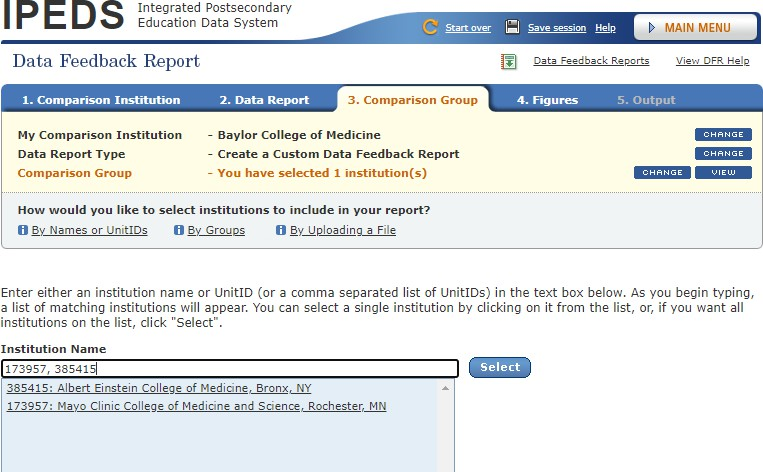 IPEDS Integrated Postsecondary
Education Data System
Start over Save session Help MAIN MENU
Data Feedback Report Data Feedback Reports View DFR Help
1. Comparison Institution 2. Data Report 3. Comparison Group 4. Figures 5. Output
My Comparison Institution - Baylor College of Medicine CHANGE
Data Report Type - Create a Custom Data Feedback Report CHANGE
Comparison Group - You have selected 1 institution(s) CHANGE VIEW
How would you like to select institutions to include in your report?
By Names or UnitIDs By Groups By Uploading a File
Enter either an institution name or UnitID (or a comma separated list of UnitIDs) in the text box below. As you begin typing,
a list of matching institutions will appear. You can select a single institution by clicking on it from the list, or, if you want all
institutions on the list, click "Select".
Institution Name
173957, 385415 Select
385415: Albert Einstein College of Medicine, Bronx, NY
173957: Mayo Clinic College of Medicine and Science, Rochester, MN